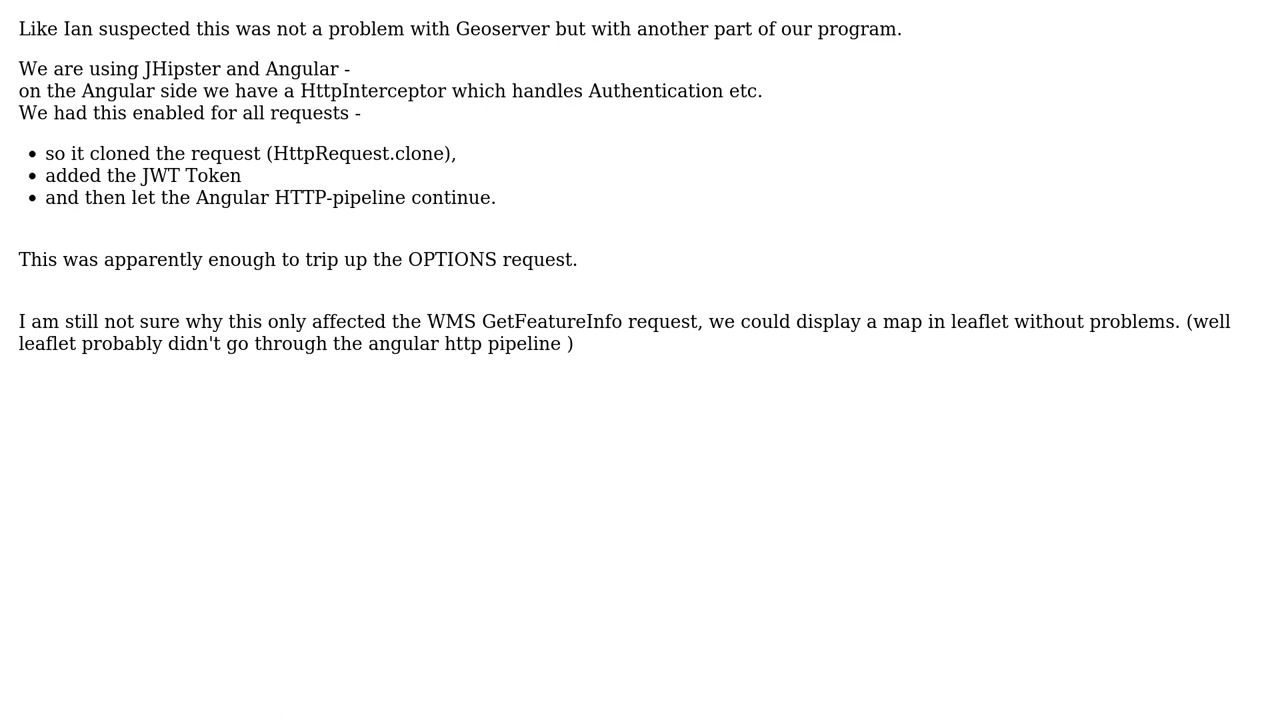 Like Ian suspected this was not a problem with Geoserver but with another part of our program.
We are using JHipster and Angular -
on the Angular side we have a HttpInterceptor which handles Authentication etc.
We had this enabled for all requests -
• so it cloned the request (HttpRequest.clone),
• added the JWT Token
• and then let the Angular HTTP-pipeline continue.
This was apparently enough to trip up the OPTIONS request.
I am still not sure why this only affected the WMS GetFeatureInfo request, we could display a map in leaflet without problems. (well
leaflet probably didn't go through the angular http pipeline )